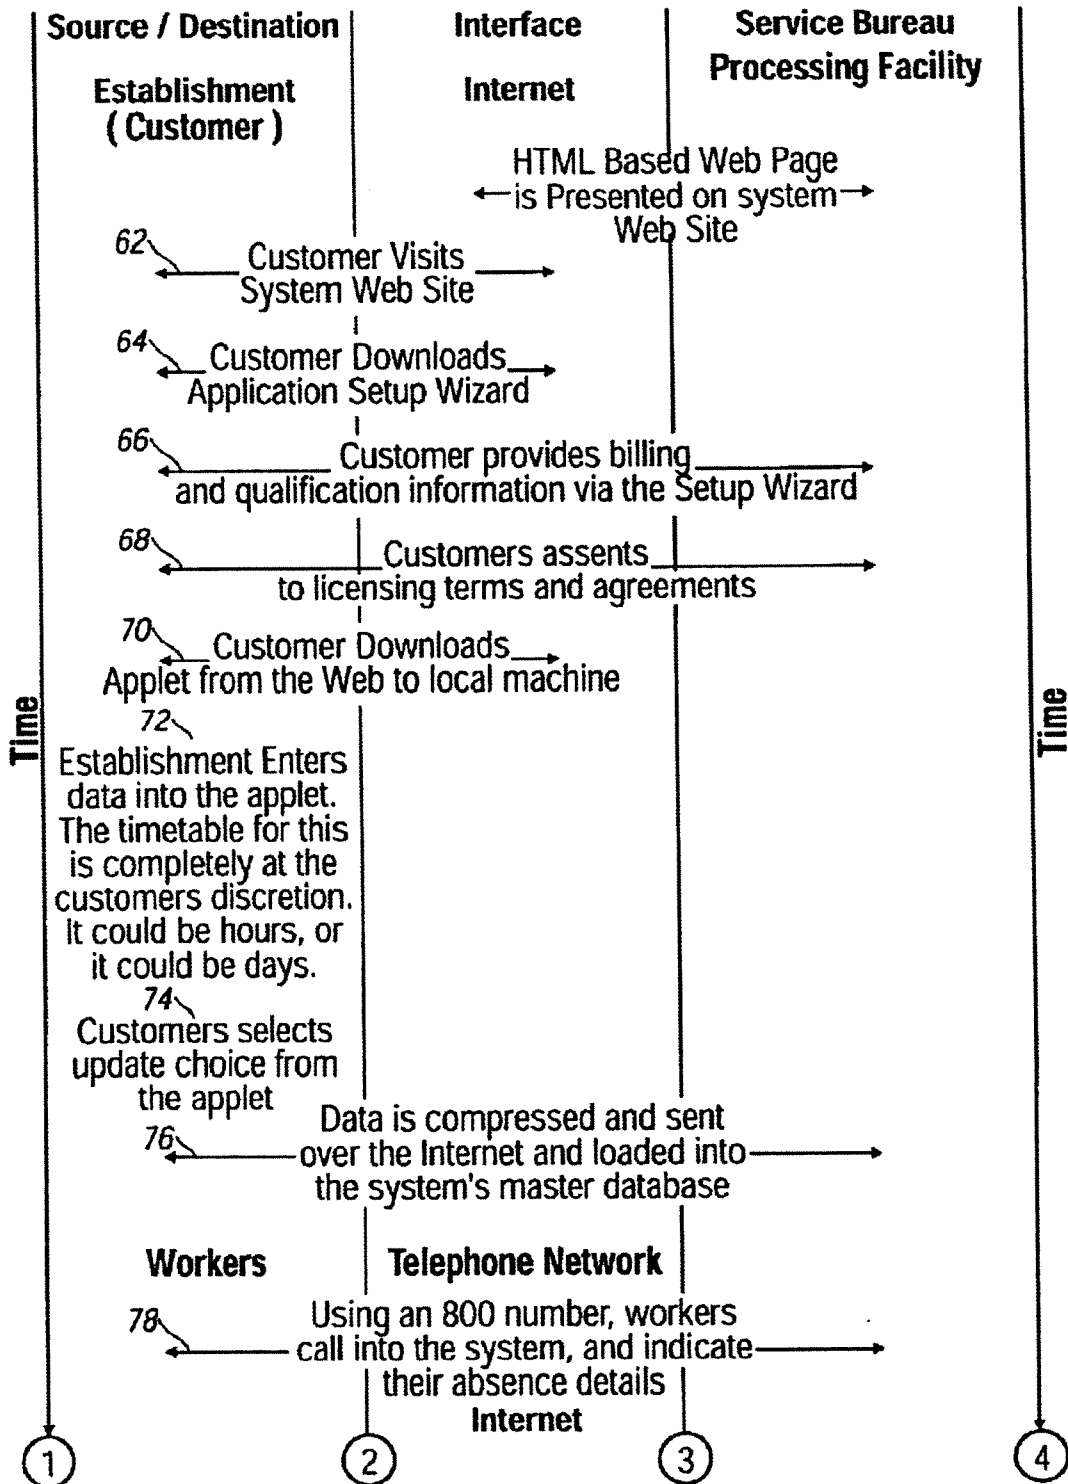 Source / Destination
Interface
Service Bureau
Processing Facility
Establishment
( Customer )
Internet
HTML Based Web Page
is Presented on system
Web Site
62
Customer Visits
System Web Site
64
Customer Downloads
Application Setup Wizard
66
Customer provides billing
and qualification information via the Setup Wizard
68
Customers assents
to licensing terms and agreements
70
Customer Downloads
Applet from the Web to local machine
Time
Time
72
Establishment Enters
data into the applet.
The timetable for this
is completely at the
customers discretion.
It could be hours, or
it could be days.
74
Customers selects
update choice from
the applet
76
Data is compressed and sent
over the Internet and loaded into
the system's master database
Workers
Telephone Network
78
Using an 800 number, workers
call into the system, and indicate
their absence details
Internet
1
2
3
4